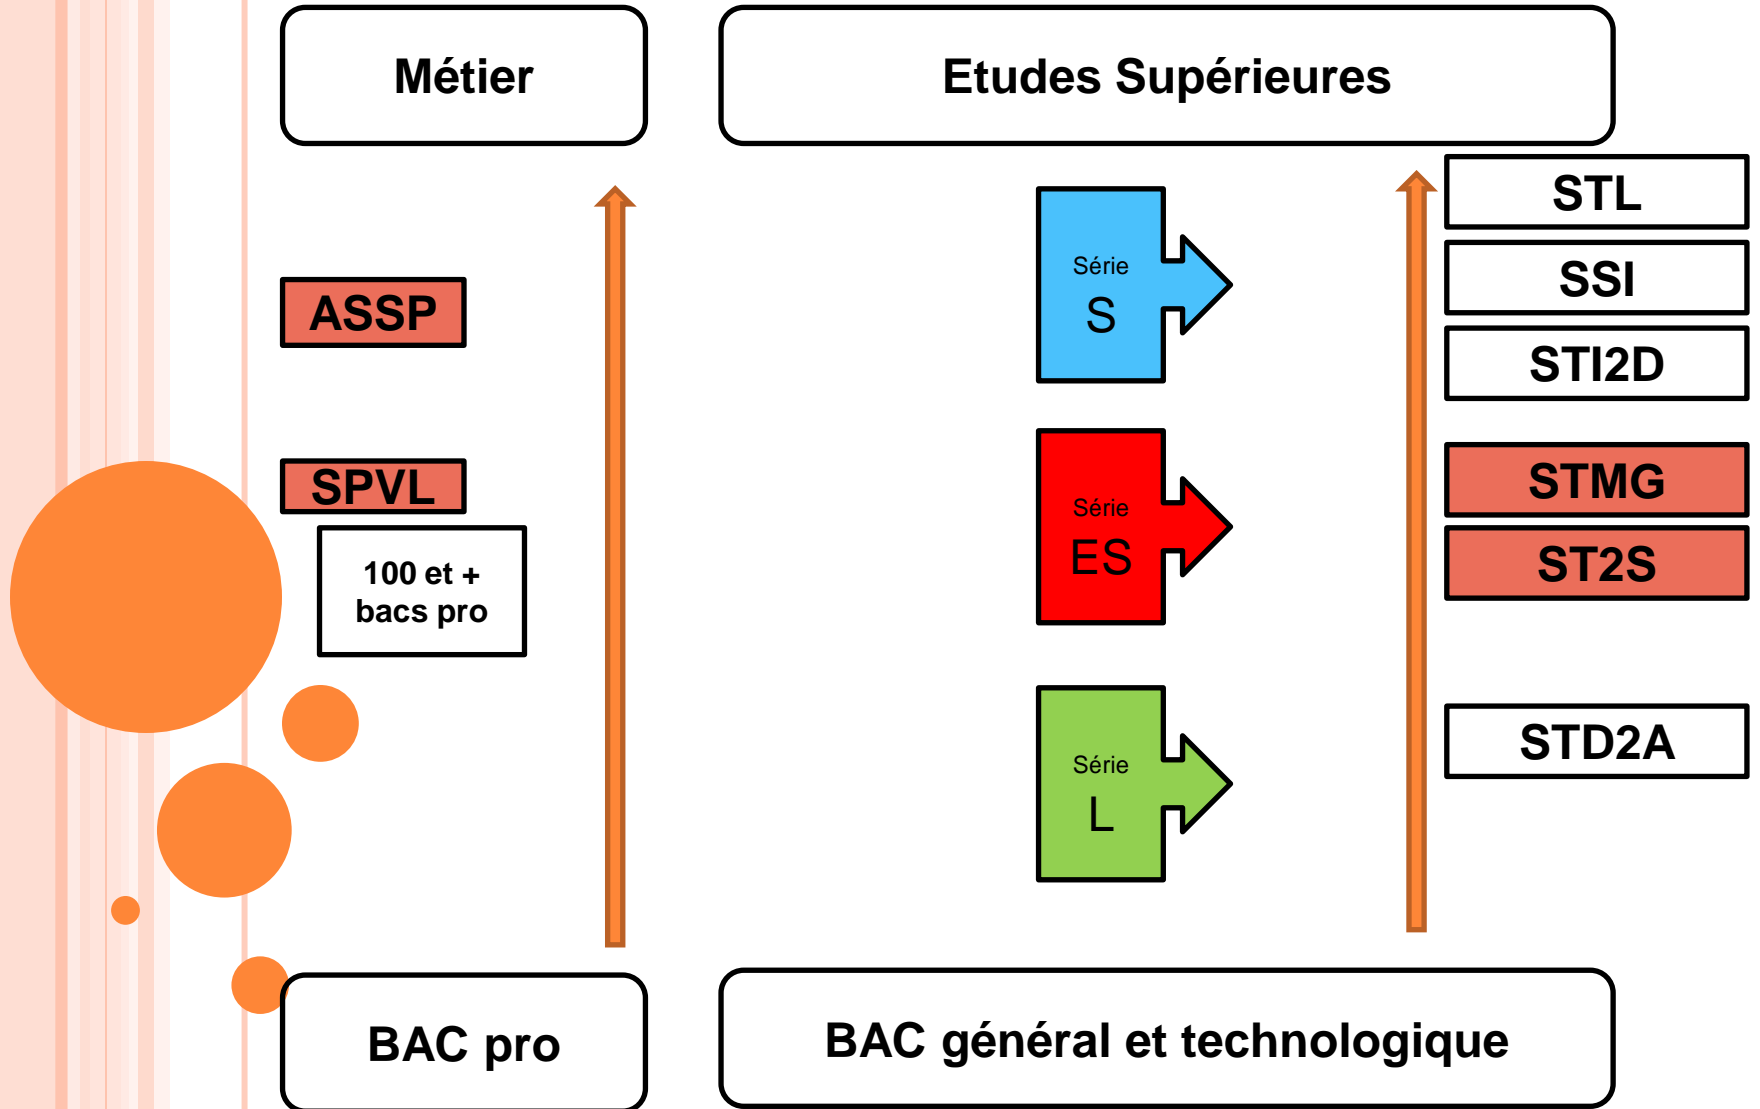 Métier
Etudes Supérieures
ASSP
SPVL
100 et +
bacs pro
Série
S
Série
ES
Série
L
STL
SSI
STI2D
STMG
ST2S
STD2A
BAC pro
BAC général et technologique